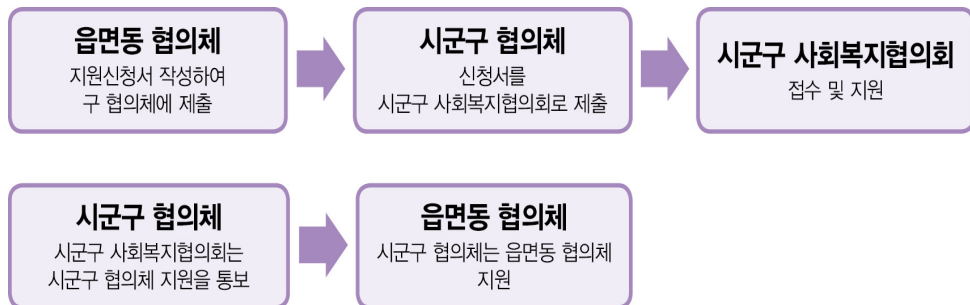 읍면동 협의체
지원신청서 작성하여
구 협의체에 제출
시군구 협의체
신청서를
시군구 사회복지협의회로 제출
시군구 사회복지협의회
접수 및 지원
시군구 협의체
시군구 사회복지협의회는
시군구 협의체 지원을 통보
읍면동 협의체
시군구 협의체는 읍면동 협의체
지원